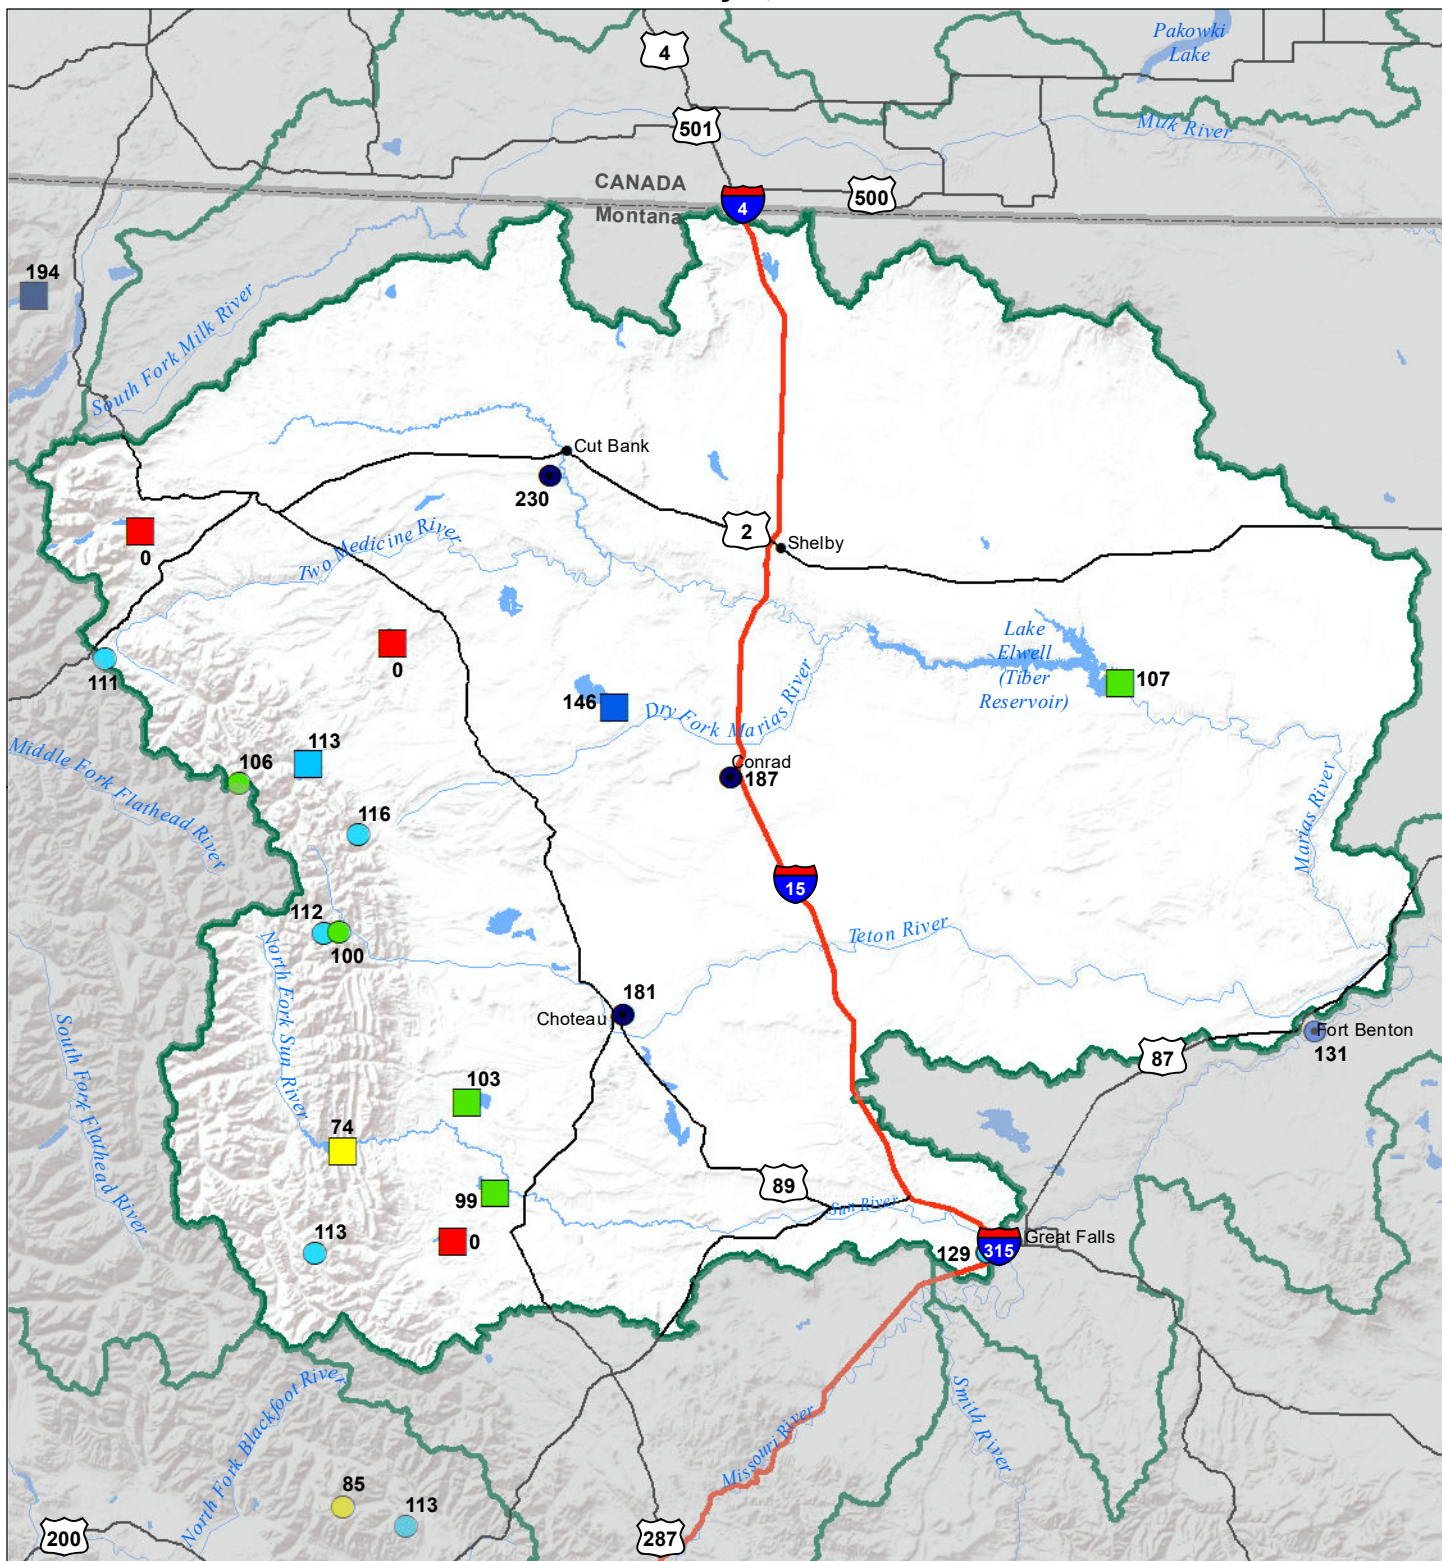 Pakowki
Lake
4
501
Milk River
CANADA
500
4
Montana
194
South Fork Milk River
Cut Bank
230
2
Shelby
0
Two Medicine River
0
Lake
Elwell
(Tiber
Reservoir)
107
111
146
Dry Fork Marias River
113
Conrad
187
106
Middle Fork Flathead River
116
Marias River
15
112
100
Teton River
North Fork Sun River
181
Choteau
South Fork Flathead River
Fort Benton
131
87
103
74
89
99
Sun River
113
0
129
315
Great Falls
North Fork Blackfoot River
Smith River
Missouri River
85
113
200
287